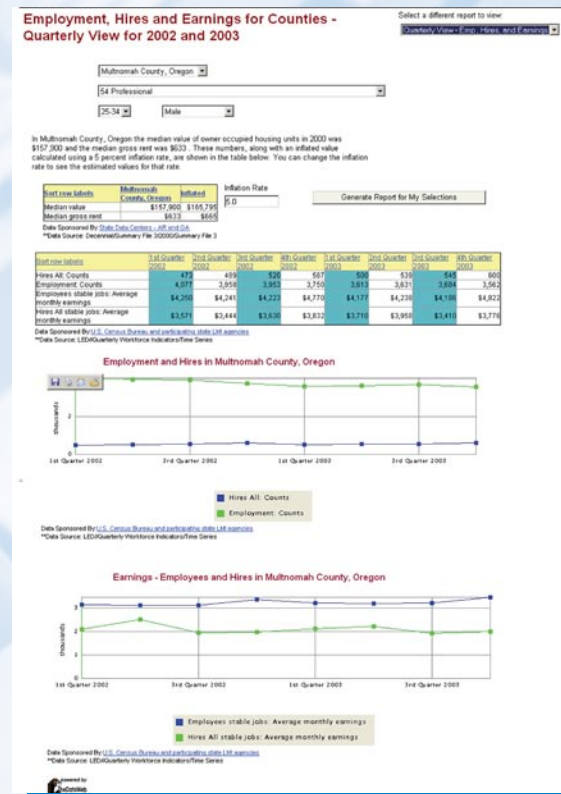 Employment, Hires and Earnings for Counties -
Quarterly View for 2002 and 2003
Select a different report to view:
Quarterly View - Emp, Hires, and Earnings
Multnomah County, Oregon
54 Professional
25-34 Male
In Multnomah County, Oregon the median value of owner occupied housing units in 2000 was
$157,900 and the median gross rent was $633 . These numbers, along with an inflated value
calculated using a 5 percent inflation rate, are shown in the table below. You can change the inflation
rate to see the estimated values for that rate.
Sort row labels Multnomah County, Oregon Inflated
Median value $157,900 $165,795
Median gross rent $633 $665
Inflation Rate
5.0
Generate Report for My Selections
Data Sponsored By: State Data Centers - AR and GA
**Data Source: Decennial/Summary File 3/2000/Summary File 3
Sort row labels 1st Quarter 2002 2nd Quarter 2002 3rd Quarter 2002 4th Quarter 2002 1st Quarter 2003 2nd Quarter 2003 3rd Quarter 2003 4th Quarter 2003
Hires All: Counts 473 489 520 587 500 539 545 600
Employment: Counts 4,077 3,958 3,953 3,750 3,613 3,631 3,684 3,562
Employees stable jobs: Average monthly earnings $4,250 $4,241 $4,223 $4,770 $4,177 $4,238 $4,186 $4,822
Hires All stable jobs: Average monthly earnings $3,571 $3,444 $3,630 $3,832 $3,710 $3,958 $3,410 $3,776
Data Sponsored By: U.S. Census Bureau and participating state LMI agencies
**Data Source: LED/Quarterly Workforce Indicators/Time Series
Employment and Hires in Multnomah County, Oregon
thousands
2
0
1st Quarter 2002 3rd Quarter 2002 1st Quarter 2003 3rd Quarter 2003
Hires All: Counts
Employment: Counts
Data Sponsored By: U.S. Census Bureau and participating state LMI agencies
**Data Source: LED/Quarterly Workforce Indicators/Time Series
Earnings - Employees and Hires in Multnomah County, Oregon
thousands
3
2
1
0
1st Quarter 2002 3rd Quarter 2002 1st Quarter 2003 3rd Quarter 2003
Employees stable jobs: Average monthly earnings
Hires All stable jobs: Average monthly earnings
Data Sponsored By: U.S. Census Bureau and participating state LMI agencies
**Data Source: LED/Quarterly Workforce Indicators/Time Series
powered by
TheDataWeb